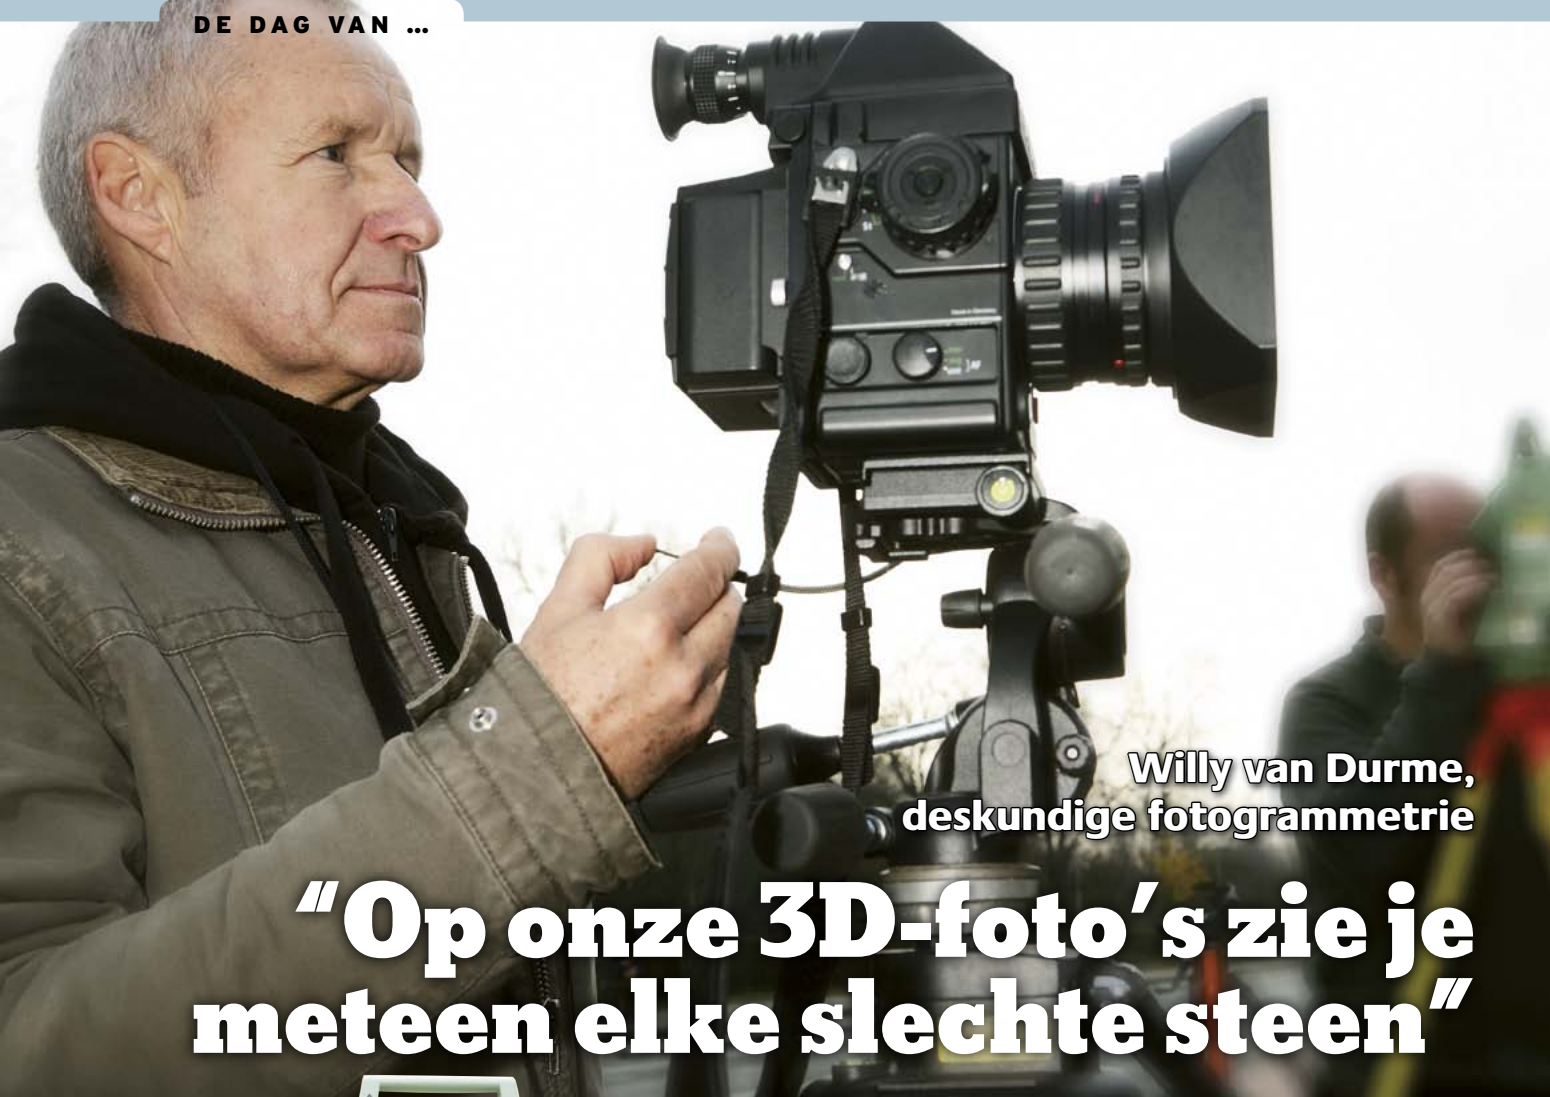 DE DAG VAN ...
Willy van Durme,
deskundige fotogrammetrie
“Op onze 3D-foto’s zie je
meteen elke slechte steen”